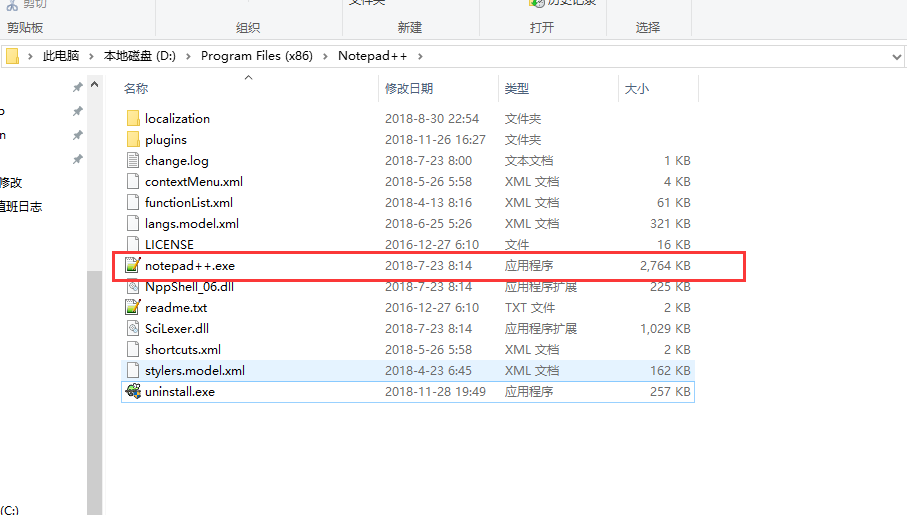 剪切
文件夹
历史记录
剪贴板 组织 新建 打开 选择
此电脑 > 本地磁盘 (D:) > Program Files (x86) > Notepad++ >
名称 修改日期 类型 大小
localization 2018-8-30 22:54 文件夹
plugins 2018-11-26 16:27 文件夹
change.log 2018-7-23 8:00 文本文档 1 KB
contextMenu.xml 2018-5-26 5:58 XML 文档 4 KB
functionList.xml 2018-4-13 8:16 XML 文档 61 KB
langs.model.xml 2018-6-25 5:26 XML 文档 321 KB
LICENSE 2016-12-27 6:10 文件 16 KB
notepad++.exe 2018-7-23 8:14 应用程序 2,764 KB
NppShell_06.dll 2018-7-23 8:14 应用程序扩展 225 KB
readme.txt 2016-12-27 6:10 TXT 文件 2 KB
SciLexer.dll 2018-7-23 8:14 应用程序扩展 1,029 KB
shortcuts.xml 2018-5-26 5:58 XML 文档 2 KB
stylers.model.xml 2018-4-23 6:45 XML 文档 162 KB
uninstall.exe 2018-11-28 19:49 应用程序 257 KB
修改
值班日志
(C:)